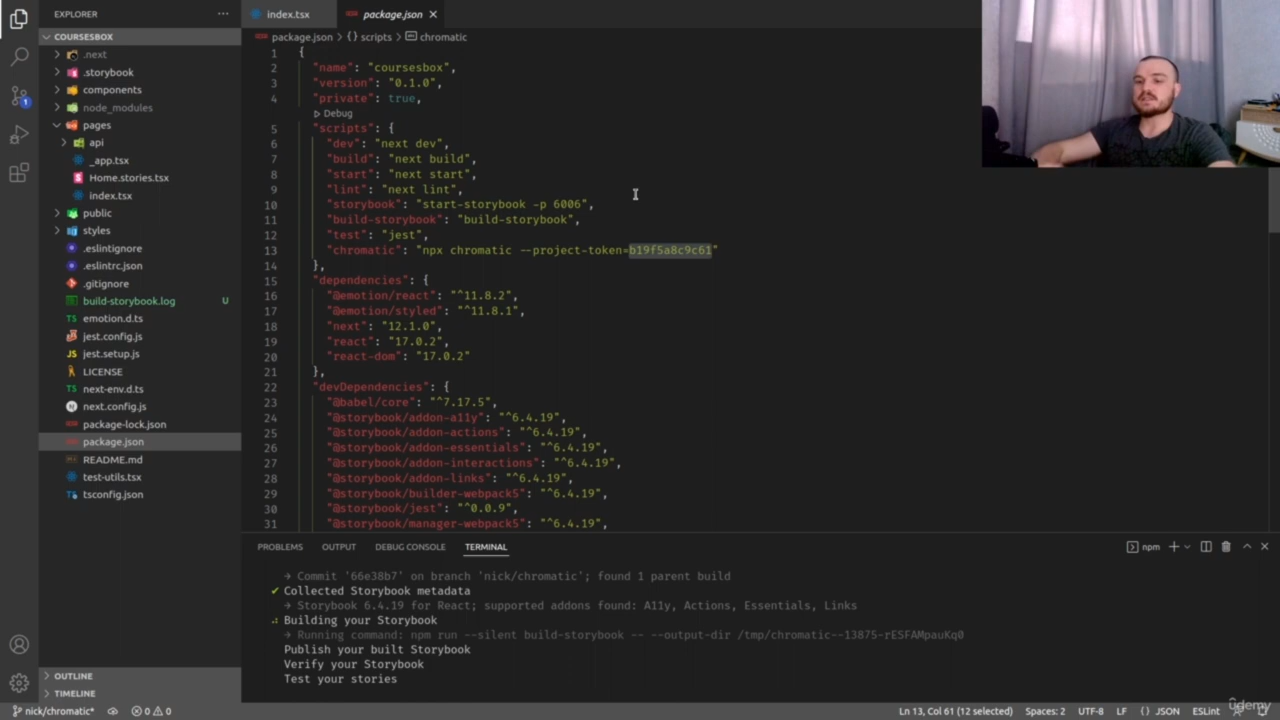 EXPLORER
COURSESBOX
.next
.storybook
components
node_modules
pages
api
_app.tsx
Home.stories.tsx
index.tsx
public
styles
.eslintignore
.eslintrc.json
.gitignore
build-storybook.log U
emotion.d.ts
jest.config.js
jest.setup.js
LICENSE
next-env.d.ts
next.config.js
package-lock.json
package.json
README.md
test-utils.tsx
tsconfig.json
OUTLINE
TIMELINE
index.tsx package.json
package.json > {} scripts > chromatic
1 {
2 "name": "coursesbox",
3 "version": "0.1.0",
4 "private": true,
Debug
5 "scripts": {
6 "dev": "next dev",
7 "build": "next build",
8 "start": "next start",
9 "lint": "next lint",
10 "storybook": "start-storybook -p 6006",
11 "build-storybook": "build-storybook",
12 "test": "jest",
13 "chromatic": "npx chromatic --project-token=b19f5a8c9c61"
14 },
15 "dependencies": {
16 "@emotion/react": "^11.8.2",
17 "@emotion/styled": "^11.8.1",
18 "next": "12.1.0",
19 "react": "17.0.2",
20 "react-dom": "17.0.2"
21 },
22 "devDependencies": {
23 "@babel/core": "^7.17.5",
24 "@storybook/addon-a11y": "^6.4.19",
25 "@storybook/addon-actions": "^6.4.19",
26 "@storybook/addon-essentials": "^6.4.19",
27 "@storybook/addon-interactions": "^6.4.19",
28 "@storybook/addon-links": "^6.4.19",
29 "@storybook/builder-webpack5": "^6.4.19",
30 "@storybook/jest": "^0.0.9",
31 "@storybook/manager-webpack5": "^6.4.19",
PROBLEMS OUTPUT DEBUG CONSOLE TERMINAL npm
→ Commit '66e38b7' on branch 'nick/chromatic'; found 1 parent build
✔ Collected Storybook metadata
→ Storybook 6.4.19 for React; supported addons found: A11y, Actions, Essentials, Links
Building your Storybook
→ Running command: npm run --silent build-storybook -- --output-dir /tmp/chromatic--13875-rESFAMpauKq0
Publish your built Storybook
Verify your Storybook
Test your stories
1
nick/chromatic* 0 0 Ln 13, Col 61 (12 selected) Spaces: 2 UTF-8 LF {} JSON ESLint
udemy